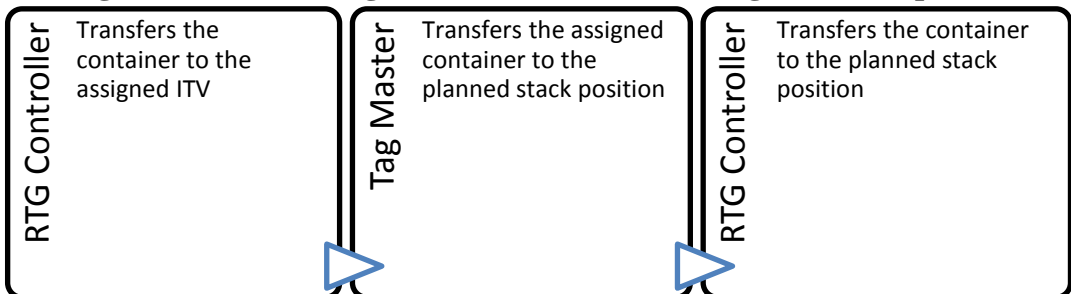 RTG Controller
Transfers the
container to the
assigned ITV
Tag Master
Transfers the assigned
container to the
planned stack position
RTG Controller
Transfers the container
to the planned stack
position